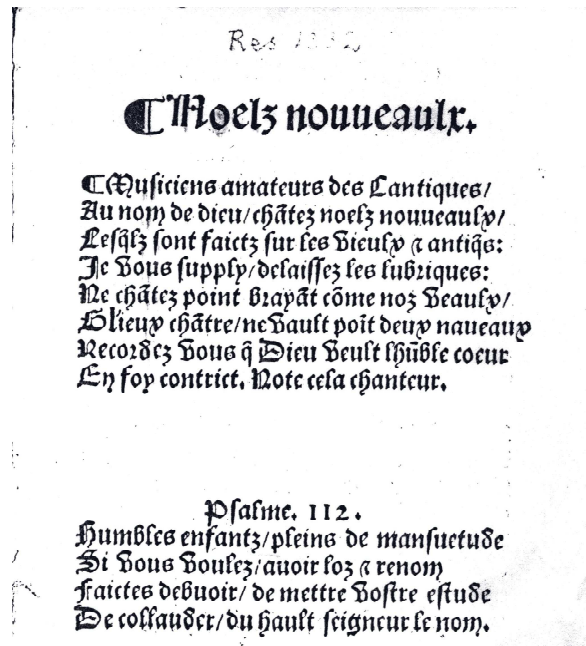 Res 1332
¶ Noelz nouueaulx.
¶ Musiciens amateurs des Cantiques/
Au nom de dieu/chãtez noelz nouueaulx/
Lesq̃lz sont faictz sur les vieulx ⁊ antiq̃s:
Je vous supply/delaissez les lubriques:
Ne chãtez point brayãt cõme noz veaulx/
Glieux chãtre/ne vault poĩt deux naueaux
Recordez vous q̃ Dieu veult lhũble coeur
En foy contrict. Note cela chanteur.
Psalme. 112.
Humbles enfantz/pleins de mansuetude
Si vous voulez/auoir loz ⁊ renom
Faictes debuoir/ de mettre vostre estude
De collauder/du hault seigneur le nom.